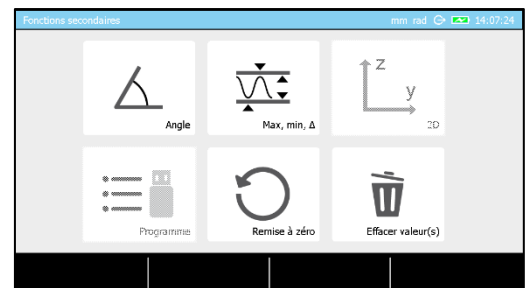 Fonctions secondaires mm rad 14:07:24
Angle Max, min, Δ z y 2D
Programme Remise à zéro Effacer valeur(s)